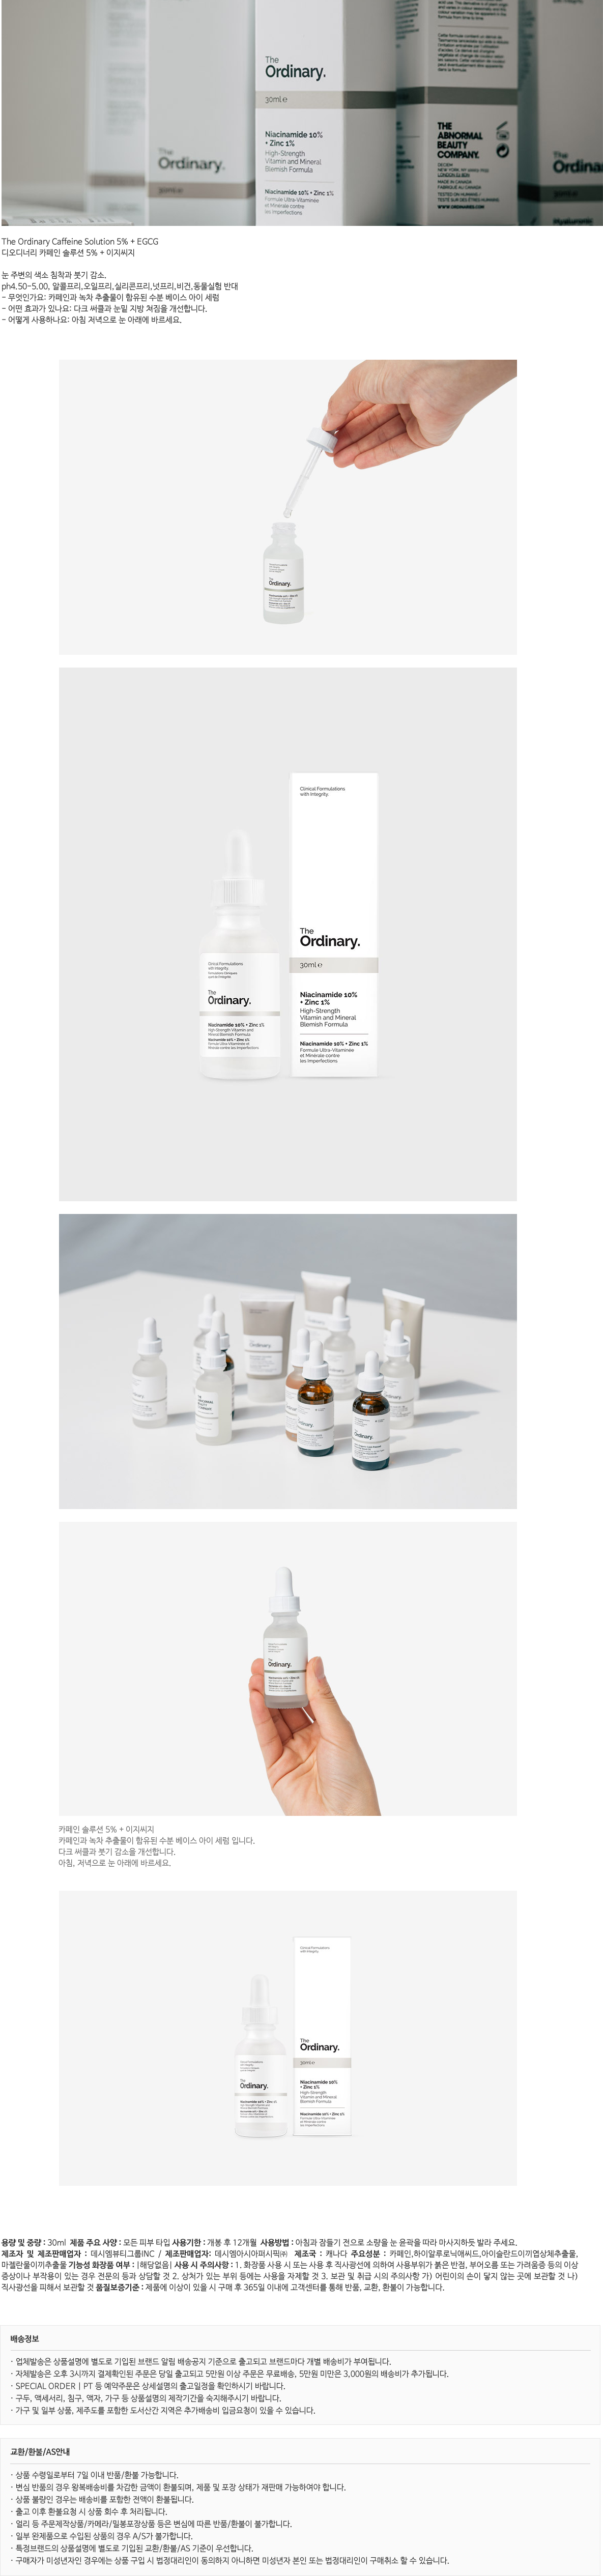 The
Ordinary.
30ml e
Niacinamide 10%
+ Zinc 1%
High-Strength
Vitamin and Mineral
Blemish Formula
Niacinamide 10% + Zinc 1%
Formule Ultra-Vitaminée
et Minérale contre
les Imperfections
The
Ordinary.
THE
ABNORMAL
BEAUTY
COMPANY.
The Ordinary Caffeine Solution 5% + EGCG
디오디너리 카페인 솔루션 5% + 이지씨지
눈 주변의 색소 침착과 붓기 감소.
ph4.50~5.00, 알콜프리,오일프리,실리콘프리,넛프리,비건,동물실험 반대
- 무엇인가요: 카페인과 녹차 추출물이 함유된 수분 베이스 아이 세럼
- 어떤 효과가 있나요: 다크 써클과 눈밑 지방 쳐짐을 개선합니다.
- 어떻게 사용하나요: 아침 저녁으로 눈 아래에 바르세요.
The
Ordinary.
Clinical Formulations
with Integrity.
The
Ordinary.
30ml e
Niacinamide 10%
+ Zinc 1%
High-Strength
Vitamin and Mineral
Blemish Formula
Niacinamide 10% + Zinc 1%
Formule Ultra-Vitaminée
et Minérale contre
les Imperfections
Clinical Formulations
with Integrity
The
Ordinary.
Niacinamide 10% + Zinc 1%
High-Strength Vitamin and
Mineral Blemish Formula
Niacinamide 10% + Zinc 1%
Formule Ultra-Vitaminée et
Minérale contre les Imperfections
The
Ordinary.
카페인 솔루션 5% + 이지씨지
카페인과 녹차 추출물이 함유된 수분 베이스 아이 세럼 입니다.
다크 써클과 붓기 감소을 개선합니다.
아침, 저녁으로 눈 아래에 바르세요.
Clinical Formulations
with Integrity.
The
Ordinary.
30ml e
Niacinamide 10%
+ Zinc 1%
High-Strength
Vitamin and Mineral
Blemish Formula
Niacinamide 10% + Zinc 1%
Formule Ultra-Vitaminée
et Minérale contre
les Imperfections
The
Ordinary.
용량 및 중량 : 30ml 제품 주요 사양 : 모든 피부 타입 사용기한 : 개봉 후 12개월 사용방법 : 아침과 잠들기 전으로 소량을 눈 윤곽을 따라 마사지하듯 발라 주세요.
제조자 및 제조판매업자 : 데시엠뷰티그룹INC / 제조판매업자: 데시엠아시아퍼시픽㈜ 제조국 : 캐나다 주요성분 : 카페인,하이알루로닉애씨드,아이슬란드이끼엽상체추출물,
마젤란물이끼추출물 기능성 화장품 여부 : |해당없음| 사용 시 주의사항 : 1. 화장품 사용 시 또는 사용 후 직사광선에 의하여 사용부위가 붉은 반점, 부어오름 또는 가려움증 등의 이상
증상이나 부작용이 있는 경우 전문의 등과 상담할 것 2. 상처가 있는 부위 등에는 사용을 자제할 것 3. 보관 및 취급 시의 주의사항 가) 어린이의 손이 닿지 않는 곳에 보관할 것 나)
직사광선을 피해서 보관할 것 품질보증기준 : 제품에 이상이 있을 시 구매 후 365일 이내에 고객센터를 통해 반품, 교환, 환불이 가능합니다.
배송정보
· 업체발송은 상품설명에 별도로 기입된 브랜드 알림 배송공지 기준으로 출고되고 브랜드마다 개별 배송비가 부여됩니다.
· 자체발송은 오후 3시까지 결제확인된 주문은 당일 출고되고 5만원 이상 주문은 무료배송, 5만원 미만은 3,000원의 배송비가 추가됩니다.
· SPECIAL ORDER | PT 등 예약주문은 상세설명의 출고일정을 확인하시기 바랍니다.
· 구두, 액세서리, 침구, 액자, 가구 등 상품설명의 제작기간을 숙지해주시기 바랍니다.
· 가구 및 일부 상품, 제주도를 포함한 도서산간 지역은 추가배송비 입금요청이 있을 수 있습니다.
교환/환불/AS안내
· 상품 수령일로부터 7일 이내 반품/환불 가능합니다.
· 변심 반품의 경우 왕복배송비를 차감한 금액이 환불되며, 제품 및 포장 상태가 재판매 가능하여야 합니다.
· 상품 불량인 경우는 배송비를 포함한 전액이 환불됩니다.
· 출고 이후 환불요청 시 상품 회수 후 처리됩니다.
· 얼리 등 주문제작상품/카메라/밀봉포장상품 등은 변심에 따른 반품/환불이 불가합니다.
· 일부 완제품으로 수입된 상품의 경우 A/S가 불가합니다.
· 특정브랜드의 상품설명에 별도로 기입된 교환/환불/AS 기준이 우선합니다.
· 구매자가 미성년자인 경우에는 상품 구입 시 법정대리인이 동의하지 아니하면 미성년자 본인 또는 법정대리인이 구매취소 할 수 있습니다.